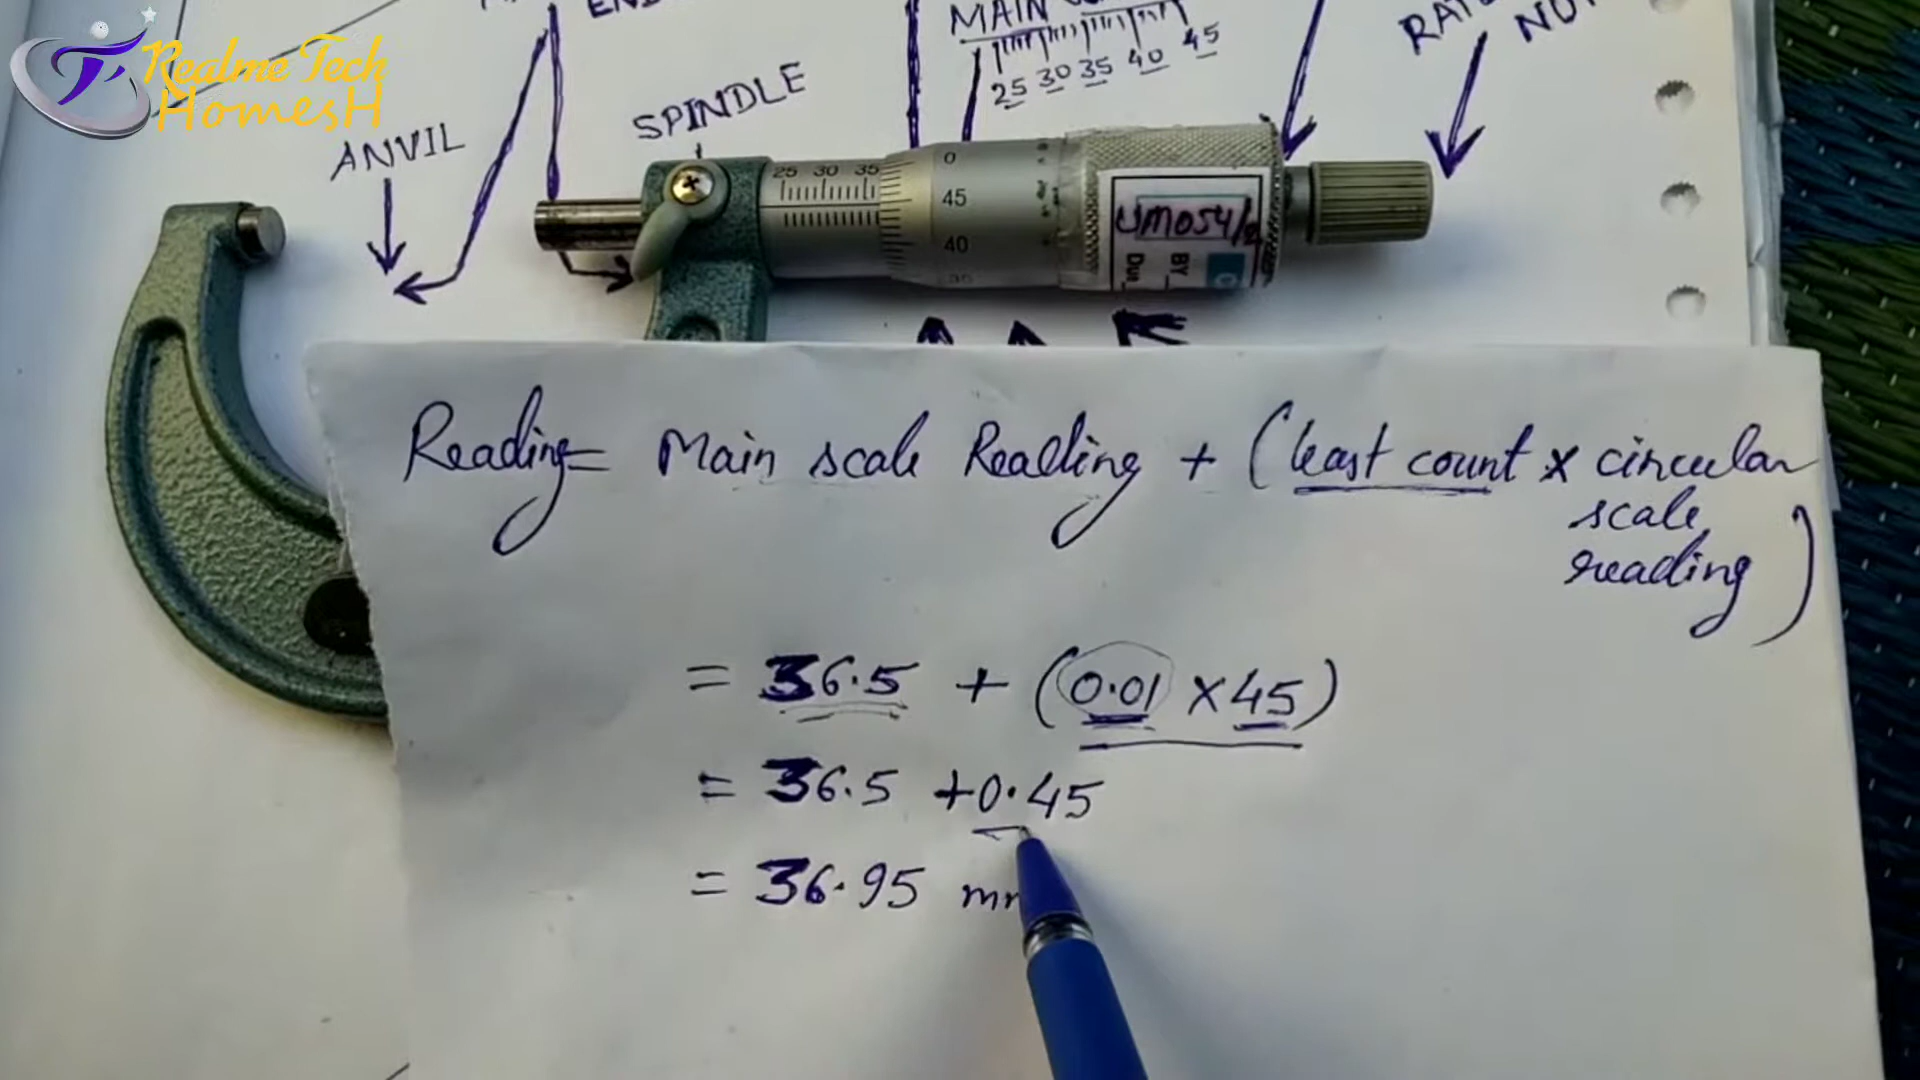 Realme Tech
HomesH
MAIN
25 30 35 40 45
SPINDLE
ANVIL
25 30 35
0
45
40
35
UM054/2
BY
Reading = Main scale Reading + (least count × circular
scale
reading)
= 36.5 + (0.01 × 45)
= 36.5 + 0.45
= 36.95